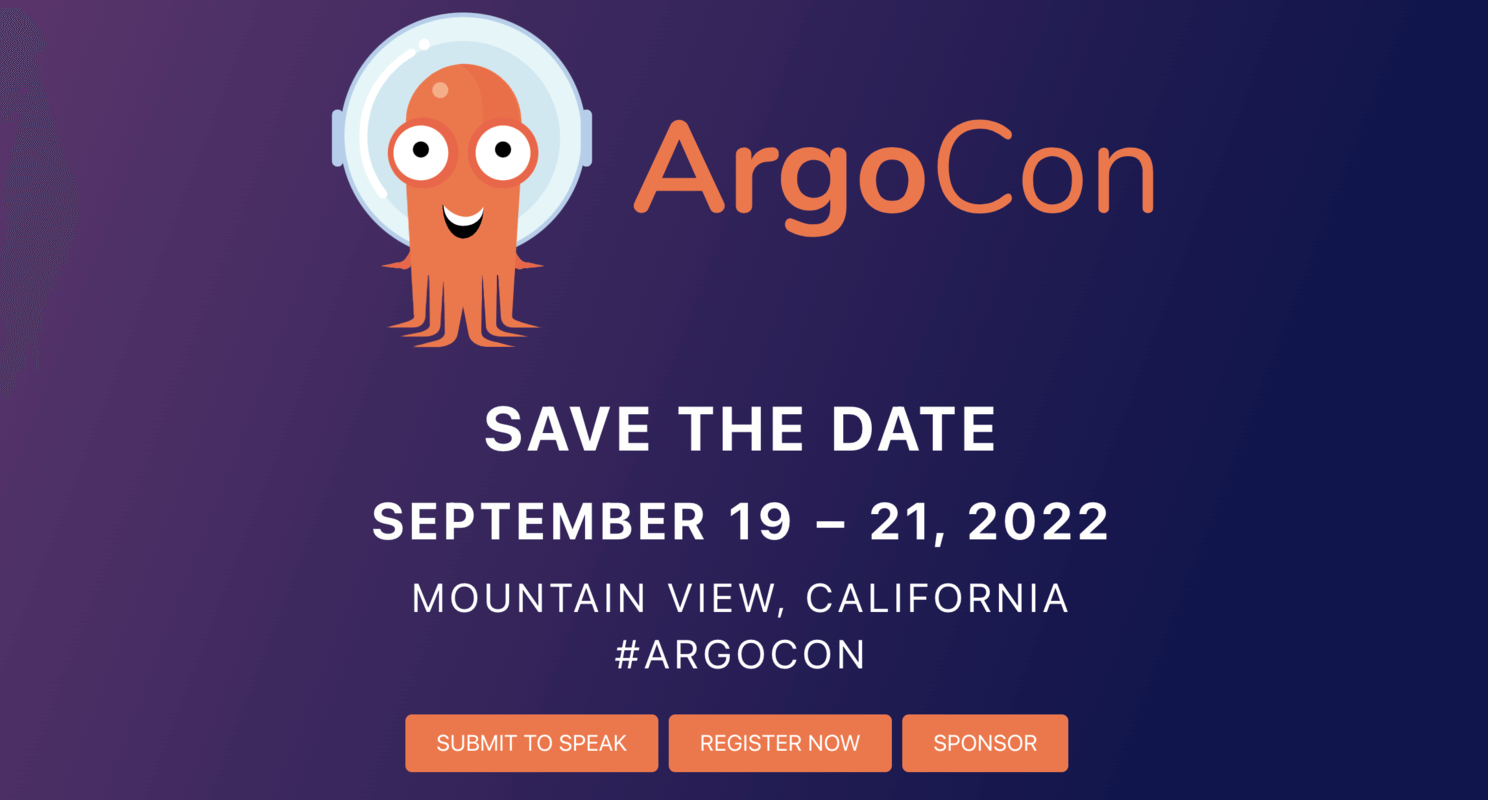 ArgoCon
SAVE THE DATE
SEPTEMBER 19 – 21, 2022
MOUNTAIN VIEW, CALIFORNIA
#ARGOCON
SUBMIT TO SPEAK
REGISTER NOW
SPONSOR